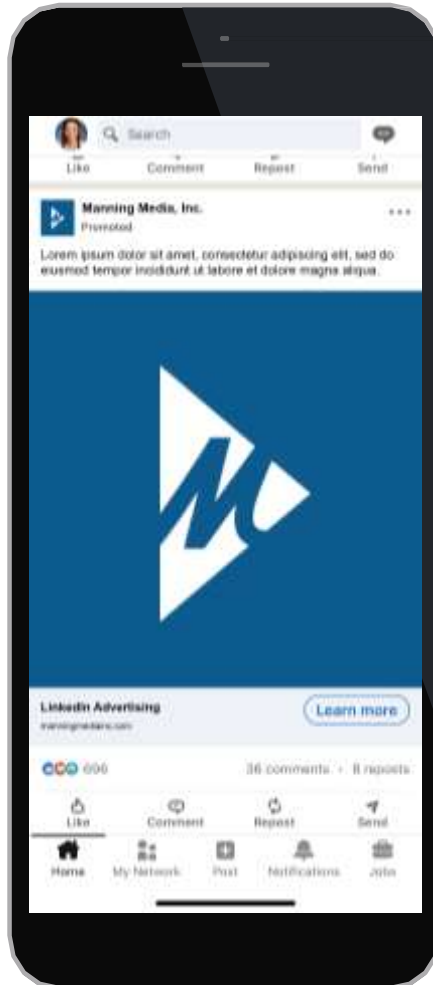 Search
Like Comment Repost Send
Manning Media, Inc.
Promoted
Lorem ipsum dolor sit amet, consectetur adipiscing elit, sed do
eiusmod tempor incididunt ut labore et dolore magna aliqua.
M
LinkedIn Advertising
Learn more
696 36 comments • 8 reposts
Like Comment Repost Send
Home My Network Post Notifications Jobs